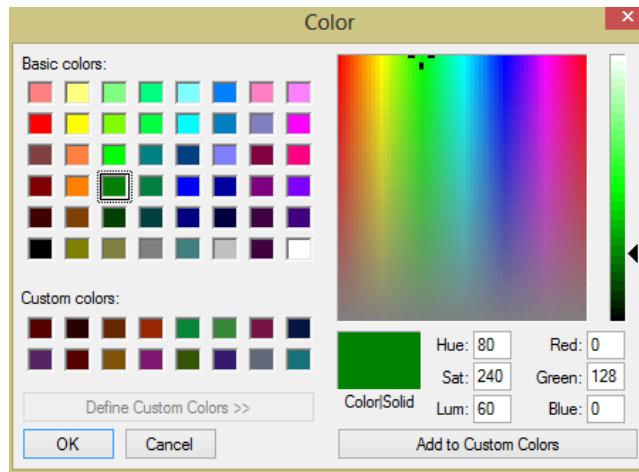 Color
Basic colors:
Custom colors:
Define Custom Colors >>
OK Cancel
Color|Solid
Hue: 80 Red: 0
Sat: 240 Green: 128
Lum: 60 Blue: 0
Add to Custom Colors